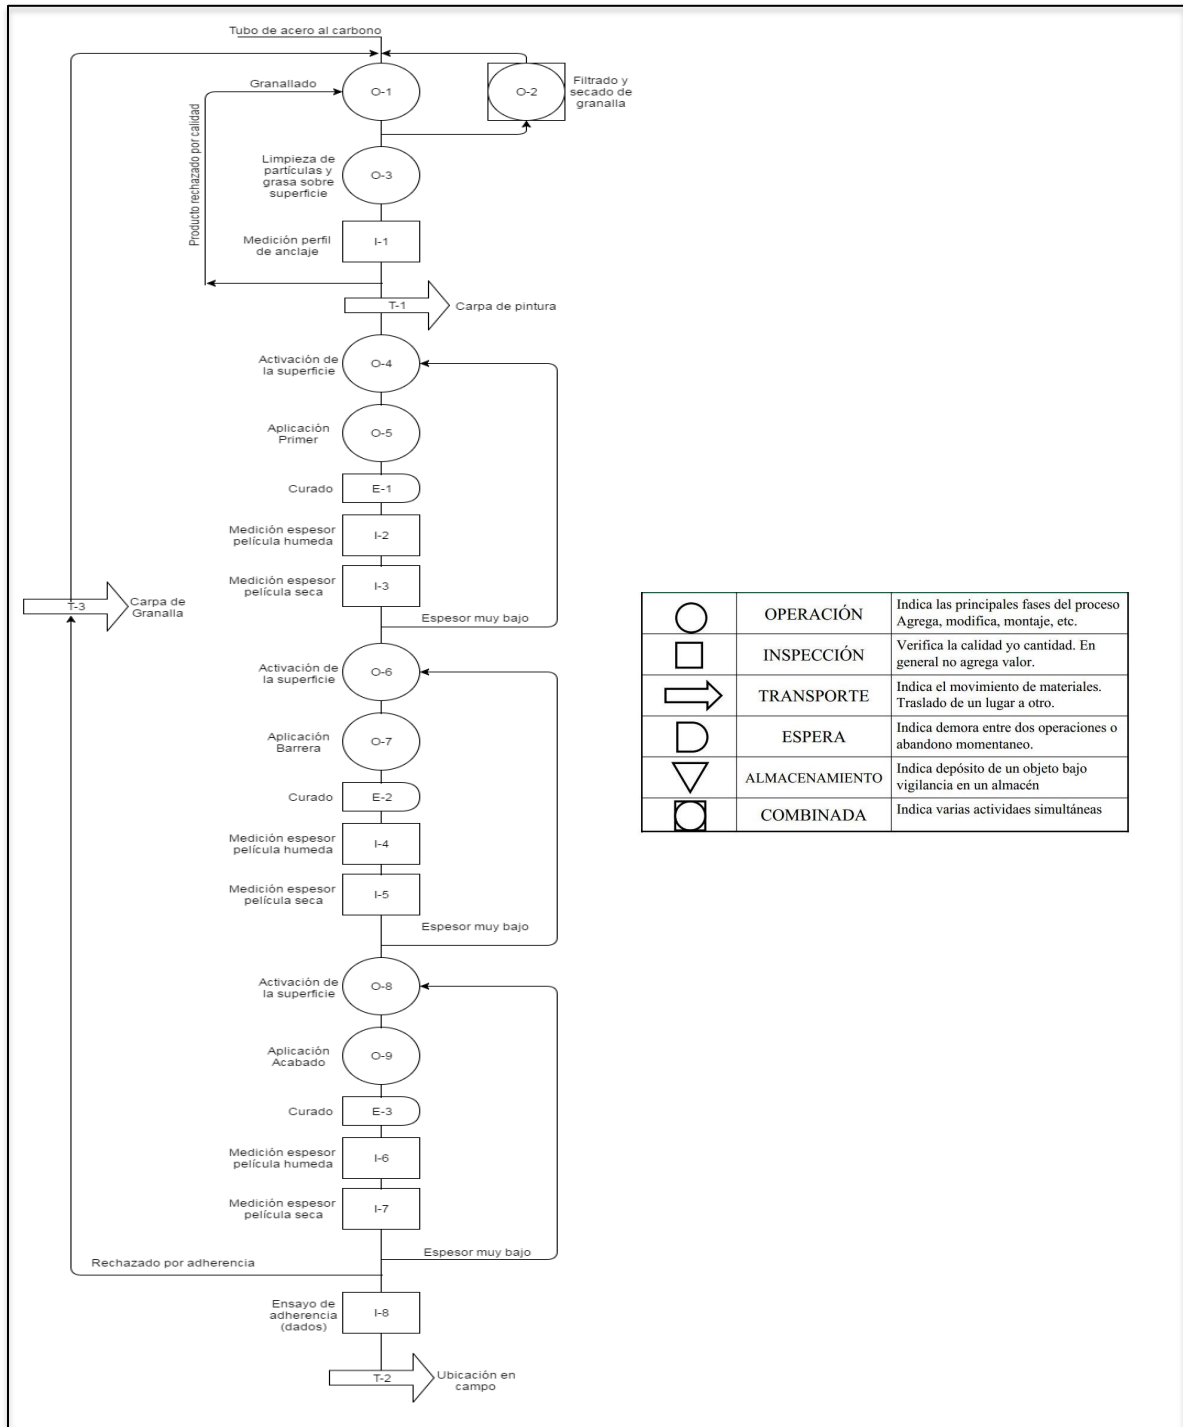 Tubo de acero al carbono
Granallado
O-1
O-2
Filtrado y
secado de
granalla
Producto rechazado por calidad
Limpieza de
partículas y
grasa sobre
superficie
O-3
Medición perfil
de anclaje
I-1
T-1
Carpa de pintura
Activación de
la superficie
O-4
Aplicación
Primer
O-5
Curado
E-1
Medición espesor
película humeda
I-2
Medición espesor
película seca
I-3
Espesor muy bajo
T-3
Carpa de
Granalla
Activación de
la superficie
O-6
Aplicación
Barrera
O-7
Curado
E-2
Medición espesor
película humeda
I-4
Medición espesor
película seca
I-5
Espesor muy bajo
Activación de
la superficie
O-8
Aplicación
Acabado
O-9
Curado
E-3
Medición espesor
película humeda
I-6
Medición espesor
película seca
I-7
Espesor muy bajo
Rechazado por adherencia
Ensayo de
adherencia
(dados)
I-8
T-2
Ubicación en
campo
OPERACIÓN
Indica las principales fases del proceso
Agrega, modifica, montaje, etc.
INSPECCIÓN
Verifica la calidad yo cantidad. En
general no agrega valor.
TRANSPORTE
Indica el movimiento de materiales.
Traslado de un lugar a otro.
ESPERA
Indica demora entre dos operaciones o
abandono momentaneo.
ALMACENAMIENTO
Indica depósito de un objeto bajo
vigilancia en un almacén
COMBINADA
Indica varias actividaes simultáneas